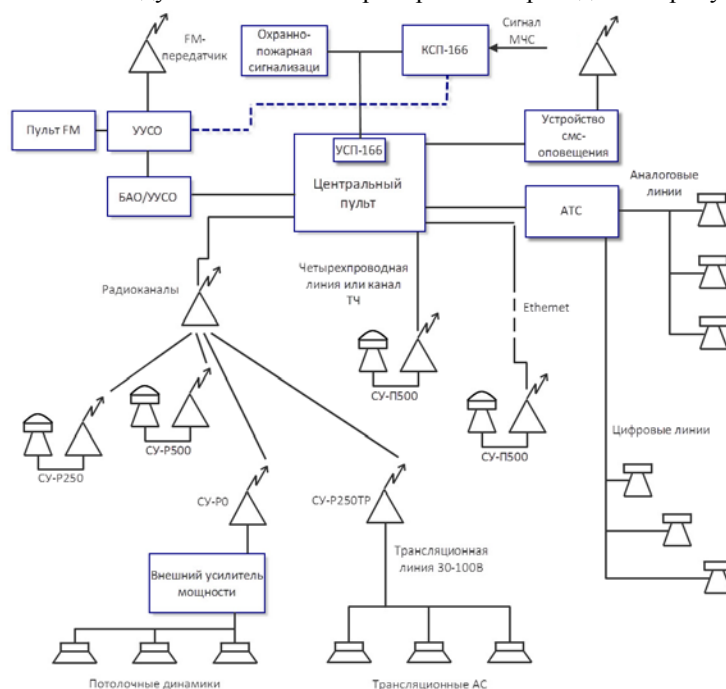 FM-
передатчик
Охранно-
пожарная
сигнализаци
КСП-166
Сигнал
МЧС
Пульт FM
УУСО
УСП-166
Центральный
пульт
Устройство
смс-
оповещения
БАО/УУСО
АТС
Аналоговые
линии
Радиоканалы
Четырехпроводная
линия или канал
ТЧ
Ethernet
СУ-П500
СУ-Р500
СУ-П500
СУ-Р250
Цифровые линии
СУ-Р0
СУ-Р250ТР
Трансляционная
линия 30-100В
Внешний усилитель
мощности
Потолочные динамики
Трансляционные АС